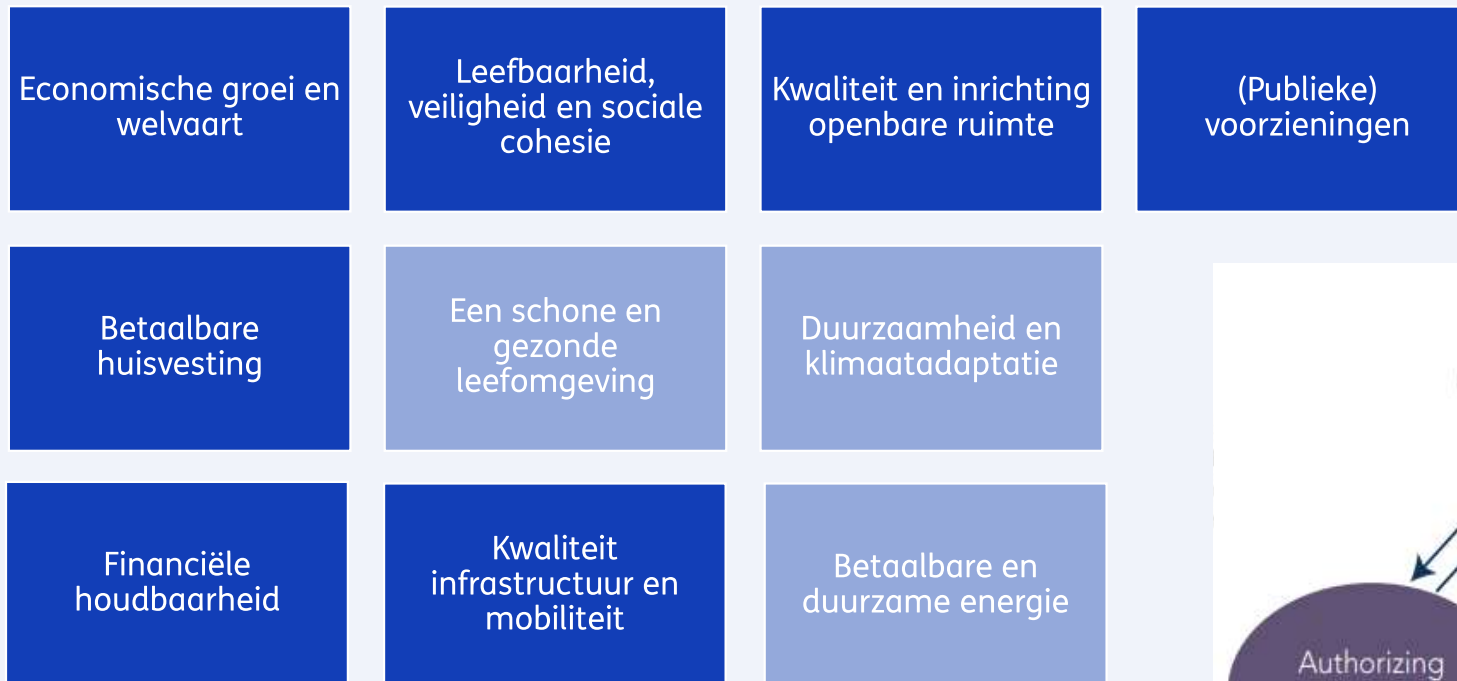 Economische groei en
welvaart
Leefbaarheid,
veiligheid en sociale
cohesie
Kwaliteit en inrichting
openbare ruimte
(Publieke)
voorzieningen
Betaalbare
huisvesting
Een schone en
gezonde
leefomgeving
Duurzaamheid en
klimaatadaptatie
Financiële
houdbaarheid
Kwaliteit
infrastructuur en
mobiliteit
Betaalbare en
duurzame energie
Authorizing